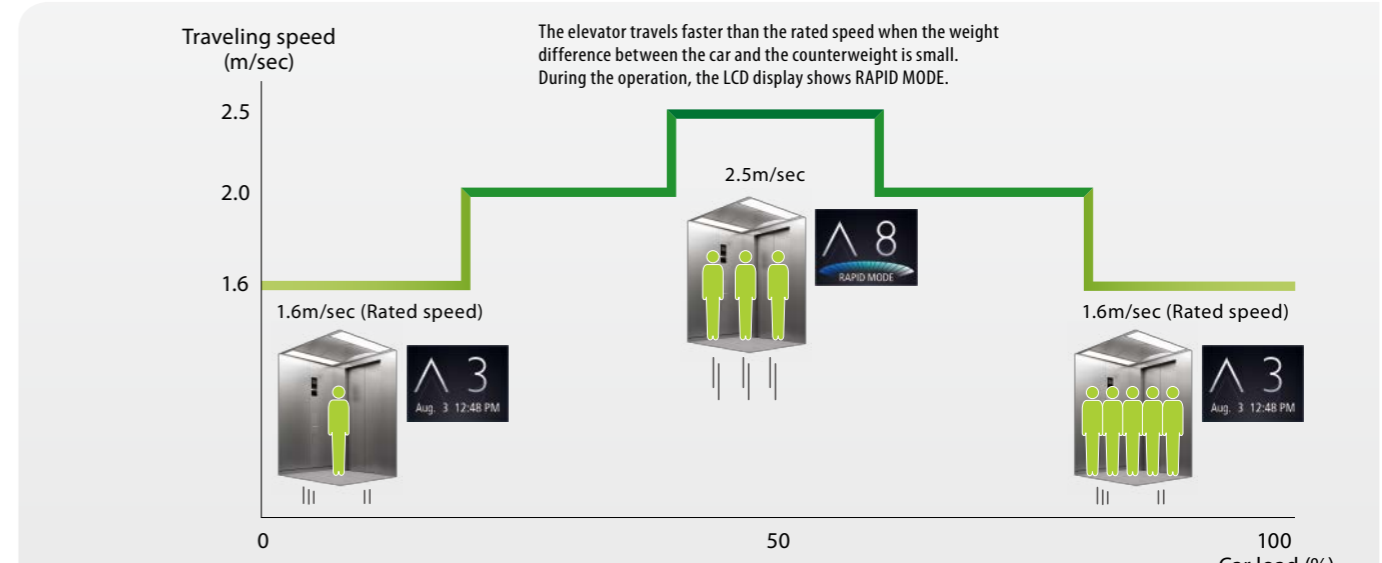 Traveling speed
(m/sec)
The elevator travels faster than the rated speed when the weight
difference between the car and the counterweight is small.
During the operation, the LCD display shows RAPID MODE.
2.5
2.0
1.6
2.5m/sec
8
RAPID MODE
1.6m/sec (Rated speed)
3
Aug. 3 12:48 PM
1.6m/sec (Rated speed)
3
Aug. 3 12:48 PM
0
50
100
Car load (%)